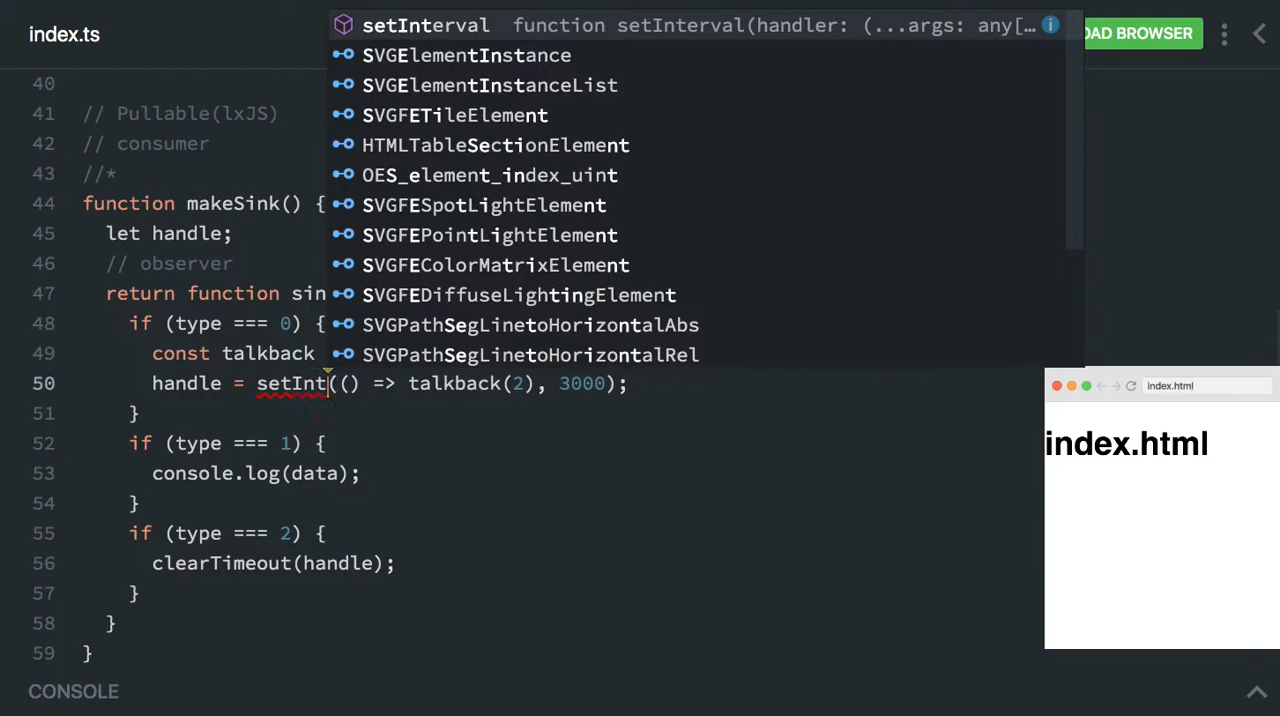 index.ts
setInterval function setInterval(handler: (...args: any[…
OAD BROWSER
SVGElementInstance
SVGElementInstanceList
SVGFETileElement
HTMLTableSectionElement
OES_element_index_uint
SVGFESpotLightElement
SVGFEPointLightElement
SVGFEColorMatrixElement
SVGFEDiffuseLightingElement
SVGPathSegLinetoHorizontalAbs
SVGPathSegLinetoHorizontalRel
40
41 // Pullable(lxJS)
42 // consumer
43 //*
44 function makeSink() {
45 let handle;
46 // observer
47 return function sin
48 if (type === 0) {
49 const talkback
50 handle = setInt(() => talkback(2), 3000);
51 }
52 if (type === 1) {
53 console.log(data);
54 }
55 if (type === 2) {
56 clearTimeout(handle);
57 }
58 }
59 }
index.html
index.html
CONSOLE